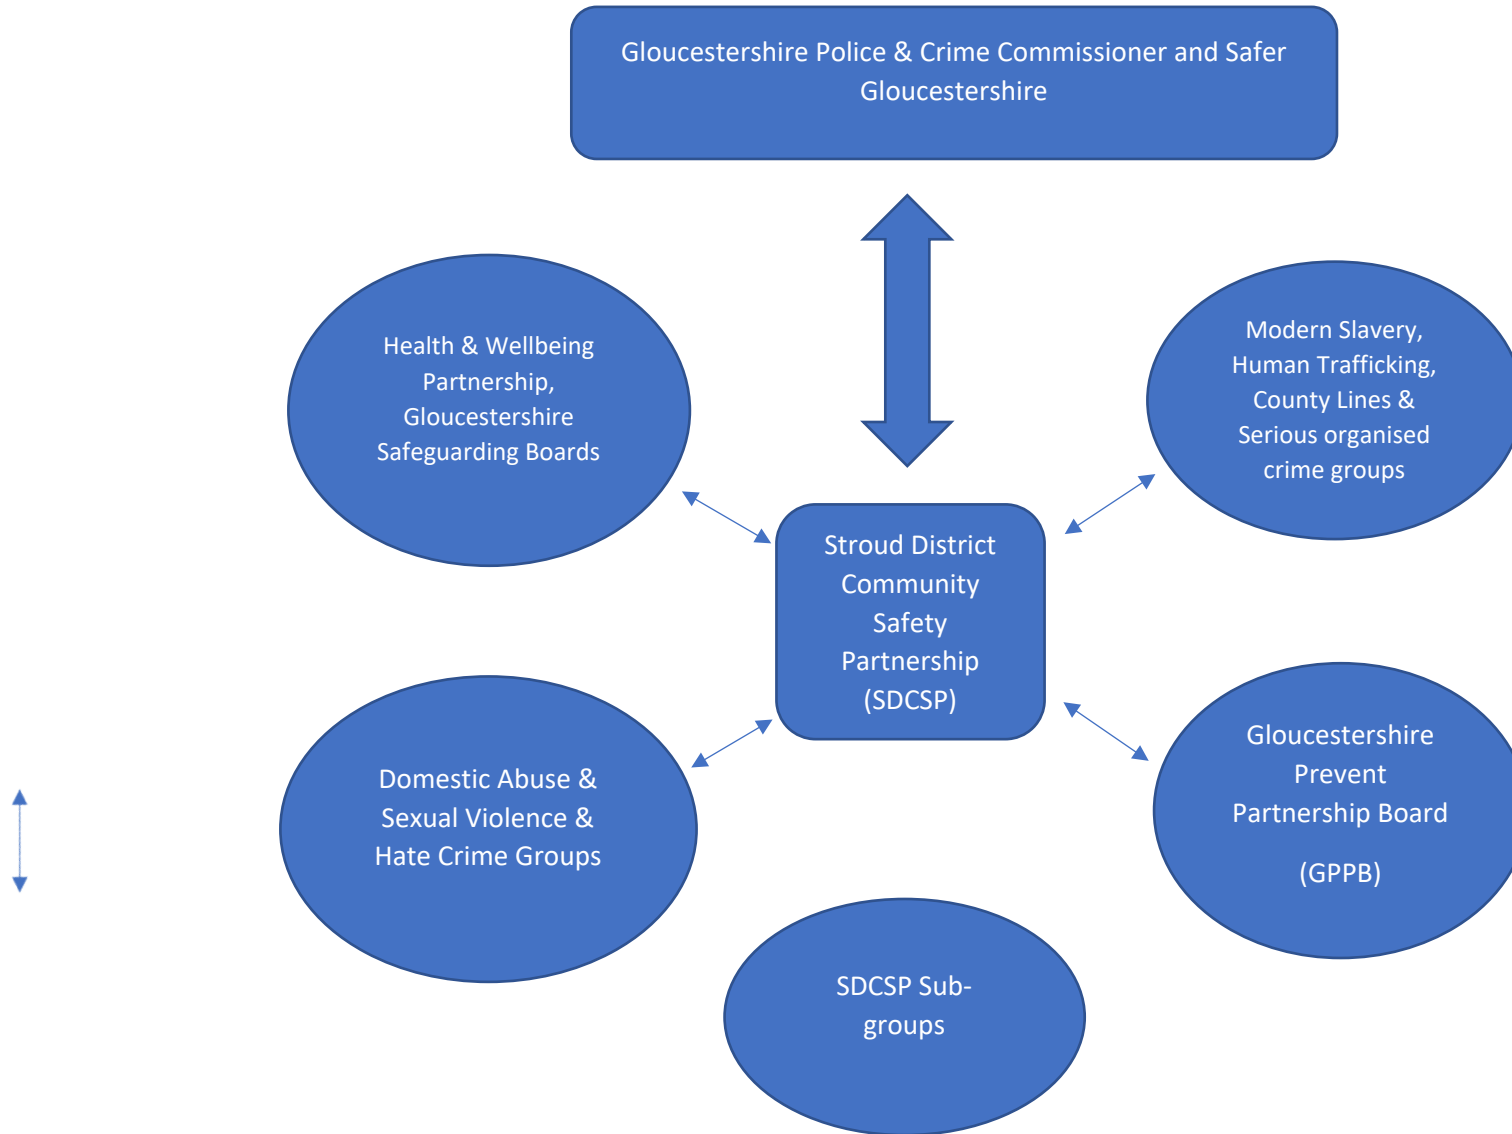 Gloucestershire Police & Crime Commissioner and Safer
Gloucestershire
Health & Wellbeing
Partnership,
Gloucestershire
Safeguarding Boards
Modern Slavery,
Human Trafficking,
County Lines &
Serious organised
crime groups
Stroud District
Community
Safety
Partnership
(SDCSP)
Domestic Abuse &
Sexual Violence &
Hate Crime Groups
Gloucestershire
Prevent
Partnership Board
(GPPB)
SDCSP Sub-
groups